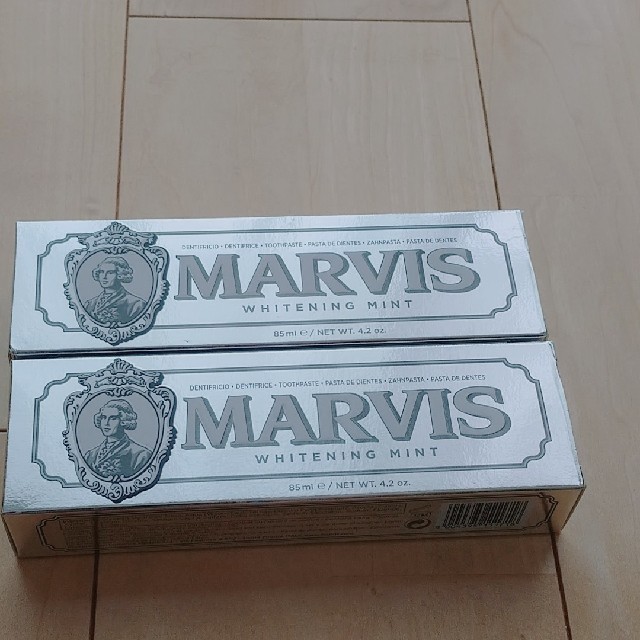 DENTIFRICIO • DENTIFRICE • TOOTHPASTE • PASTA DE DIENTES • ZAHNPASTA • PASTA DE DENTES
MARVIS
WHITENING MINT
85ml e / NET WT. 4.2 oz.
DENTIFRICIO • DENTIFRICE • TOOTHPASTE • PASTA DE DIENTES • ZAHNPASTA • PASTA DE DENTES
MARVIS
WHITENING MINT
85ml e / NET WT. 4.2 oz.